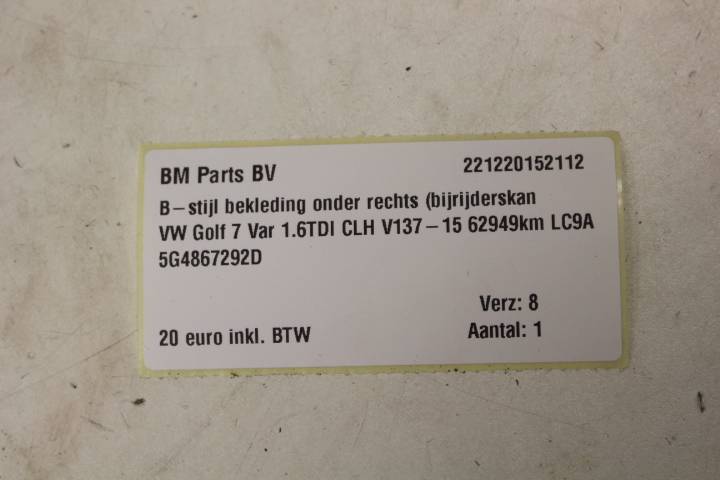 BM Parts BV 221220152112
B-stijl bekleding onder rechts (bijrijderskan
VW Golf 7 Var 1.6TDI CLH V137-15 62949km LC9A
5G4867292D
Verz: 8
20 euro inkl. BTW Aantal: 1